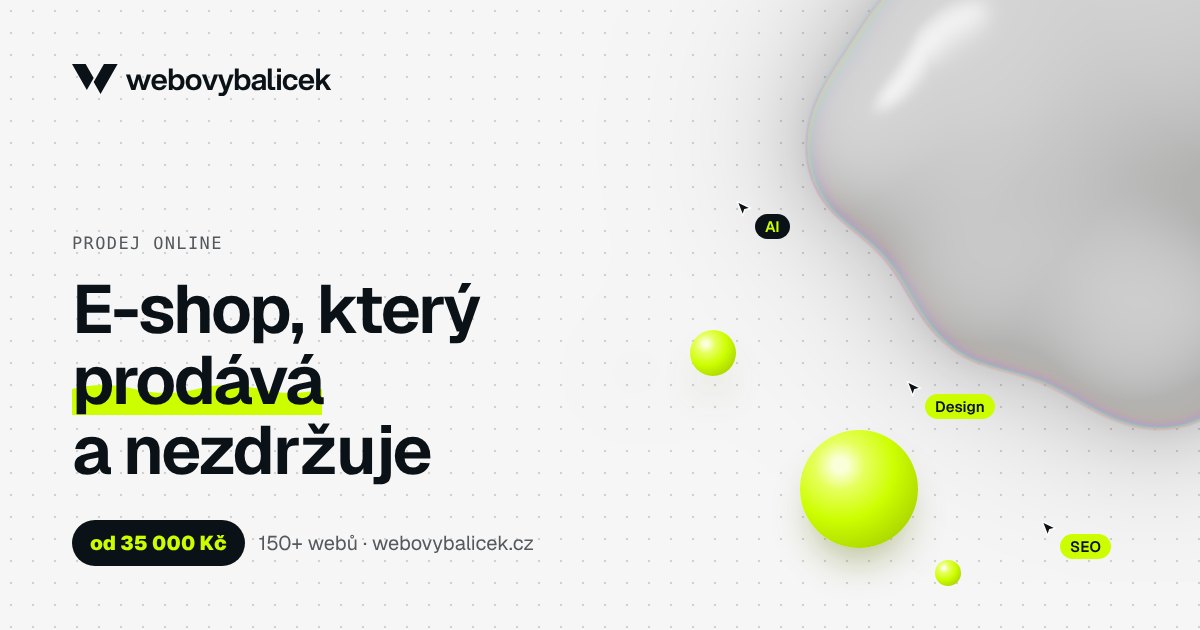 webovybalicek
PRODEJ ONLINE
E-shop, který
prodává
a nezdržuje
od 35 000 Kč
150+ webů · webovybalicek.cz
AI
Design
SEO